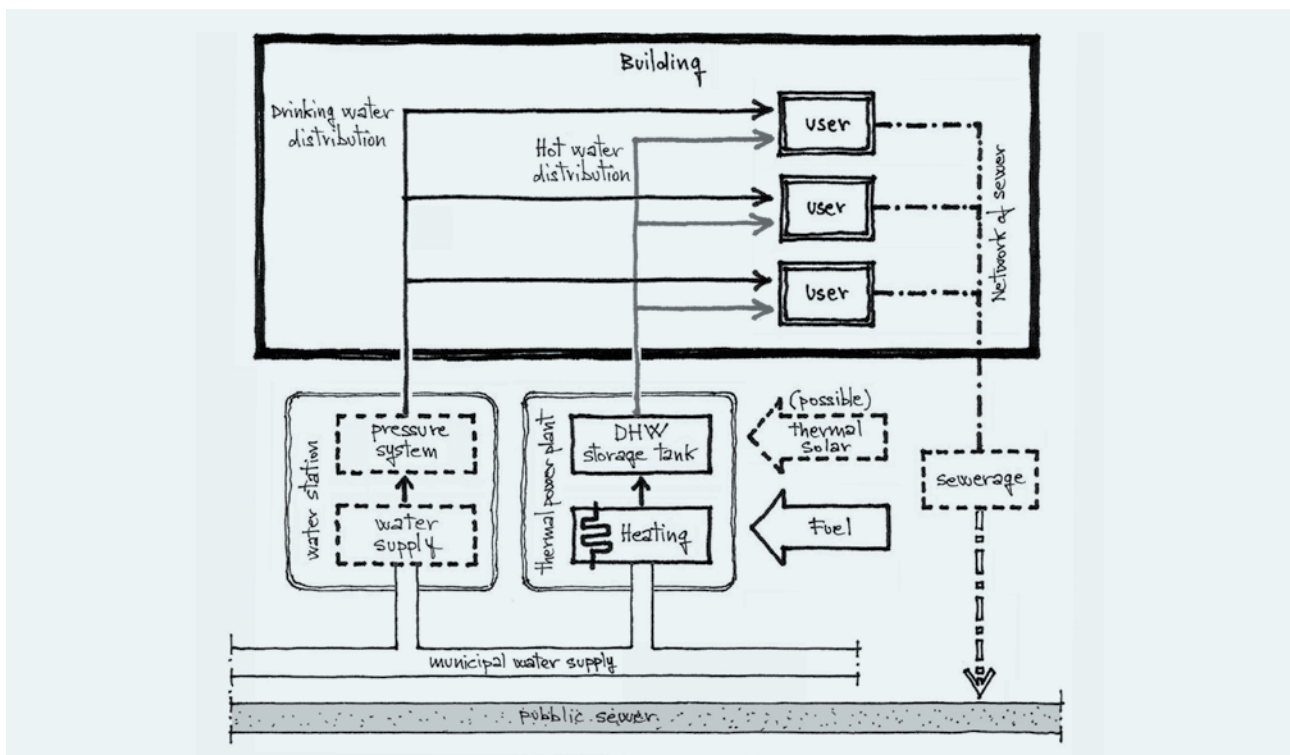 Building
Drinking water
distribution
Hot water
distribution
user
user
user
Network of sewer
water station
pressure
system
water
supply
thermal power plant
DHW
storage tank
Heating
(possible)
thermal
solar
Fuel
sewerage
municipal water supply
pubblic sewer